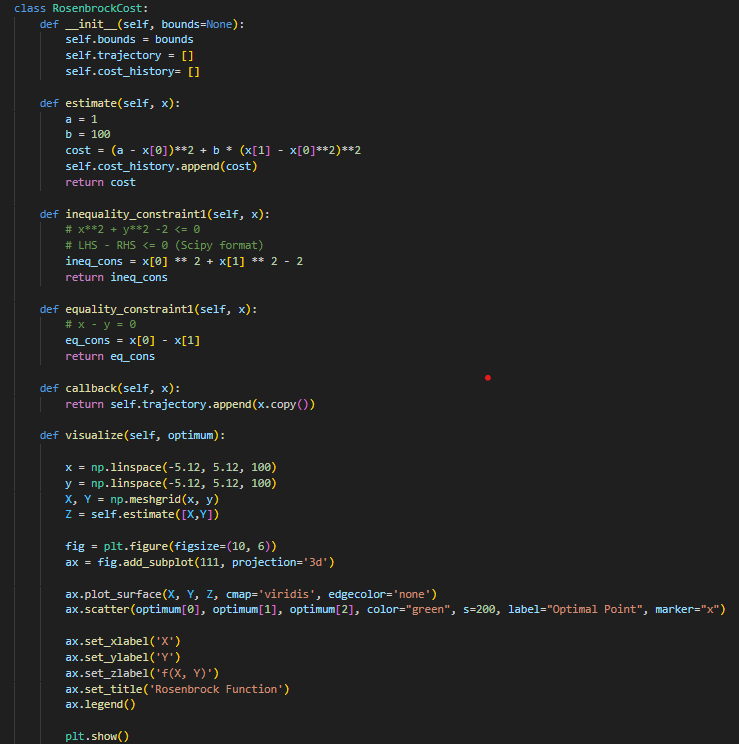 class RosenbrockCost:
    def __init__(self, bounds=None):
        self.bounds = bounds
        self.trajectory = []
        self.cost_history= []
    def estimate(self, x):
        a = 1
        b = 100
        cost = (a - x[0])**2 + b * (x[1] - x[0]**2)**2
        self.cost_history.append(cost)
        return cost
    def inequality_constraint1(self, x):
        # x**2 + y**2 -2 <= 0
        # LHS - RHS <= 0 (Scipy format)
        ineq_cons = x[0] ** 2 + x[1] ** 2 - 2
        return ineq_cons
    def equality_constraint1(self, x):
        # x - y = 0
        eq_cons = x[0] - x[1]
        return eq_cons
    def callback(self, x):
        return self.trajectory.append(x.copy())
    def visualize(self, optimum):
        x = np.linspace(-5.12, 5.12, 100)
        y = np.linspace(-5.12, 5.12, 100)
        X, Y = np.meshgrid(x, y)
        Z = self.estimate([X,Y])
        fig = plt.figure(figsize=(10, 6))
        ax = fig.add_subplot(111, projection='3d')
        ax.plot_surface(X, Y, Z, cmap='viridis', edgecolor='none')
        ax.scatter(optimum[0], optimum[1], optimum[2], color="green", s=200, label="Optimal Point", marker="x")
        ax.set_xlabel('X')
        ax.set_ylabel('Y')
        ax.set_zlabel('f(X, Y)')
        ax.set_title('Rosenbrock Function')
        ax.legend()
        plt.show()